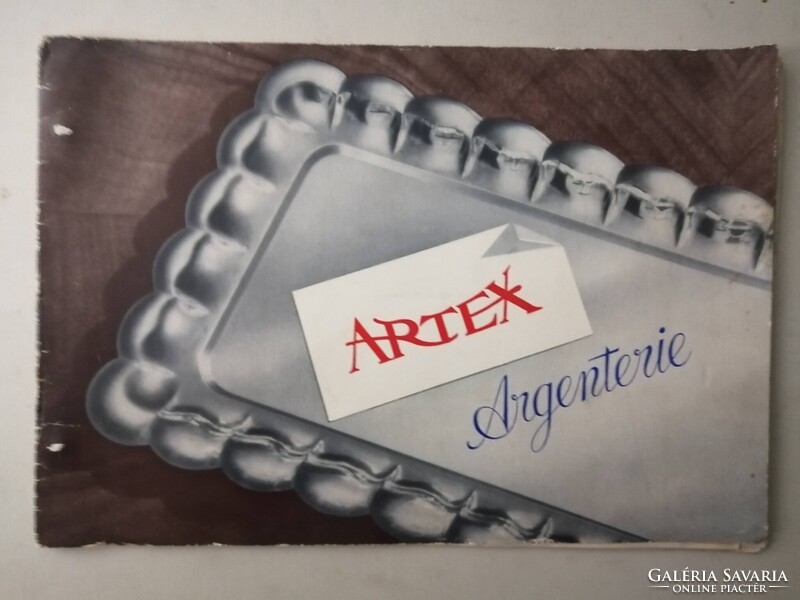 ARTEX
Argenterie
GALÉRIA SAVARIA
ONLINE PIACTÉR